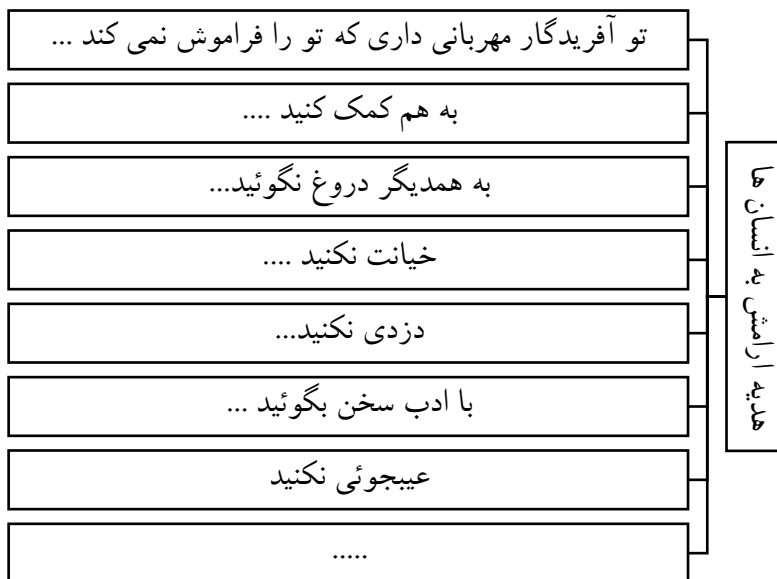 هدیه ارامش به انسان ها
تو آفریدگار مهربانی داری که تو را فراموش نمی کند ...
به هم کمک کنید ....
به همدیگر دروغ نگوئید...
خیانت نکنید ....
دزدی نکنید...
با ادب سخن بگوئید ...
عیبجوئی نکنید
.....